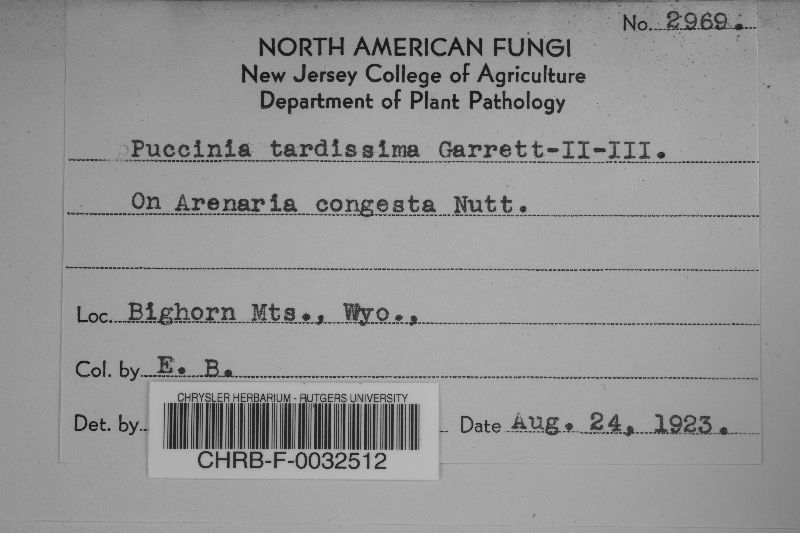 No. 2969.
NORTH AMERICAN FUNGI
New Jersey College of Agriculture
Department of Plant Pathology
Puccinia tardissima Garrett-II-III.
On Arenaria congesta Nutt.
Loc. Bighorn Mts., Wyo.,
Col. by E. B.
Det. by
Date Aug. 24, 1923.
CHRYSLER HERBARIUM - RUTGERS UNIVERSITY
CHRB-F-0032512